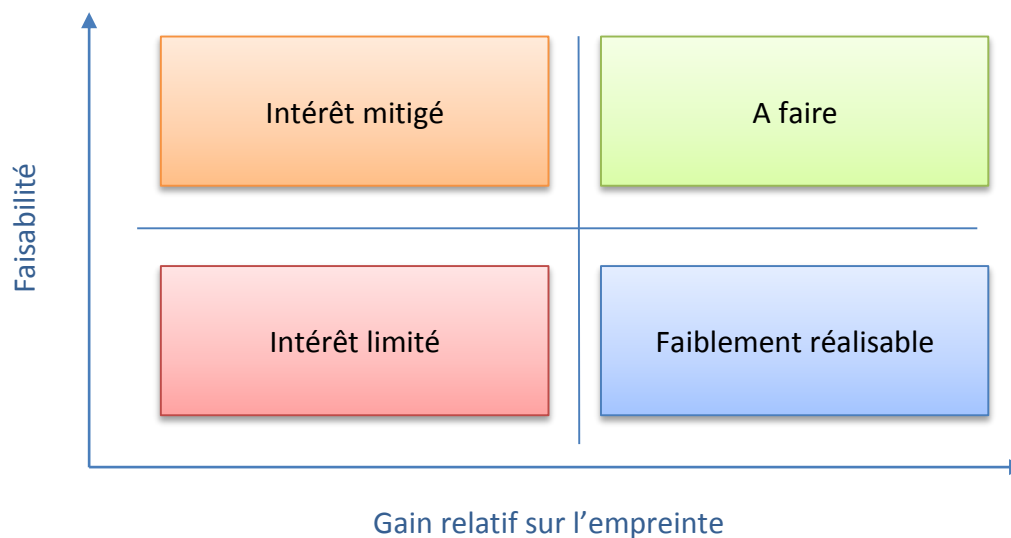 Intérêt mitigé
A faire
Faisabilité
Intérêt limité
Faiblement réalisable
Gain relatif sur l’empreinte